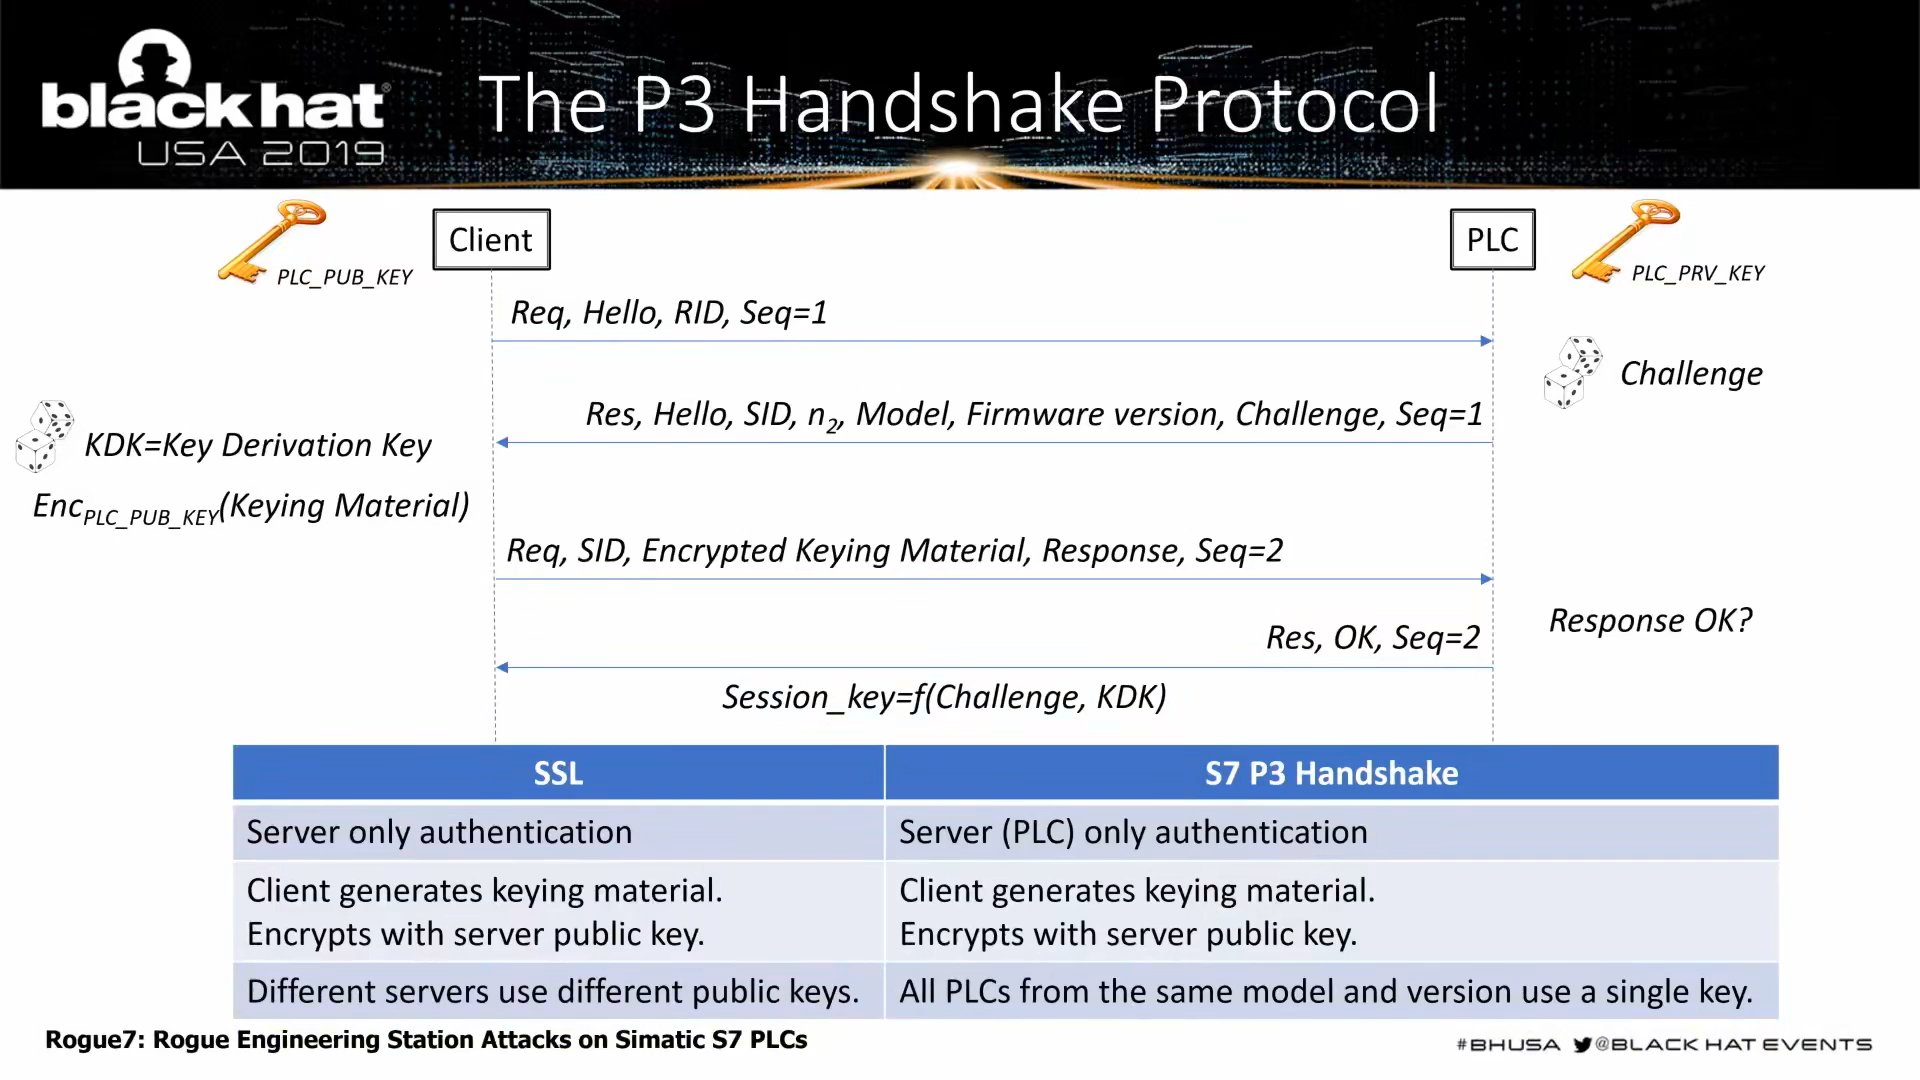 black hat®
USA 2019
The P3 Handshake Protocol
PLC_PUB_KEY
Client
PLC
PLC_PRV_KEY
Req, Hello, RID, Seq=1
Challenge
Res, Hello, SID, n2, Model, Firmware version, Challenge, Seq=1
KDK=Key Derivation Key
EncPLC_PUB_KEY(Keying Material)
Req, SID, Encrypted Keying Material, Response, Seq=2
Response OK?
Res, OK, Seq=2
Session_key=f(Challenge, KDK)
SSL
S7 P3 Handshake
Server only authentication
Server (PLC) only authentication
Client generates keying material.
Encrypts with server public key.
Client generates keying material.
Encrypts with server public key.
Different servers use different public keys.
All PLCs from the same model and version use a single key.
Rogue7: Rogue Engineering Station Attacks on Simatic S7 PLCs
#BHUSA @BLACK HAT EVENTS